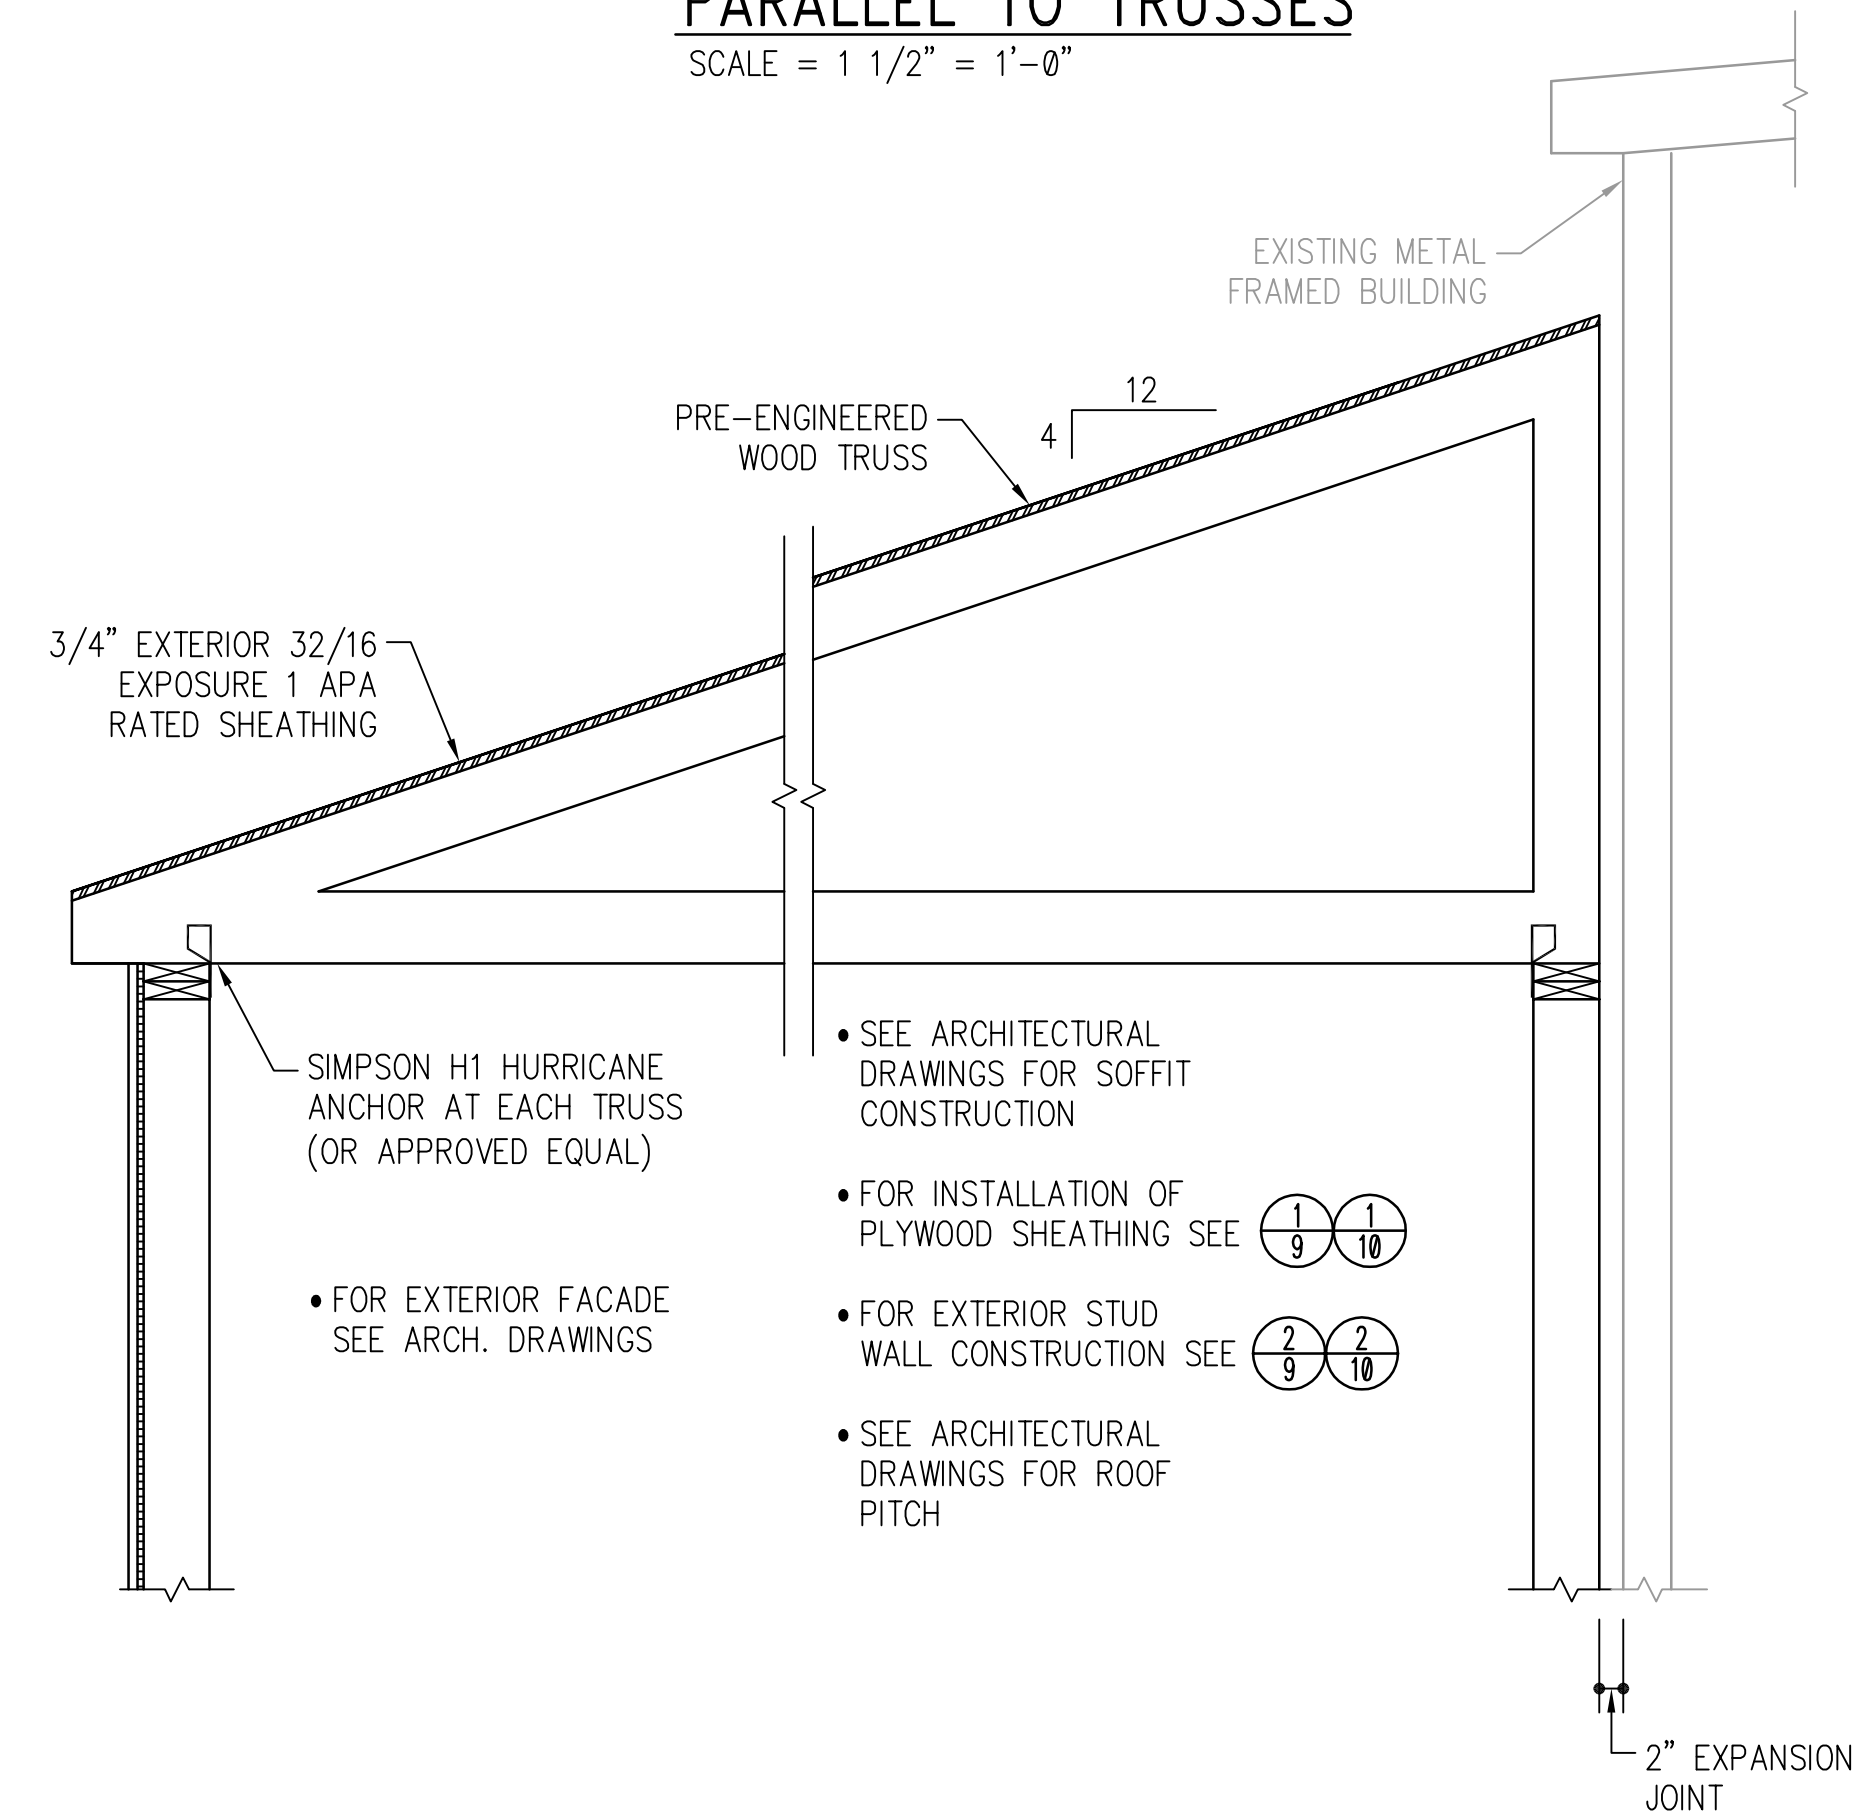 PARALLEL TO TRUSSES
SCALE = 1 1/2" = 1'-0"
EXISTING METAL
FRAMED BUILDING
12
4
PRE-ENGINEERED
WOOD TRUSS
3/4" EXTERIOR 32/16
EXPOSURE 1 APA
RATED SHEATHING
SIMPSON H1 HURRICANE
ANCHOR AT EACH TRUSS
(OR APPROVED EQUAL)
• FOR EXTERIOR FACADE
SEE ARCH. DRAWINGS
• SEE ARCHITECTURAL
DRAWINGS FOR SOFFIT
CONSTRUCTION
• FOR INSTALLATION OF
PLYWOOD SHEATHING SEE
1 1
9 10
• FOR EXTERIOR STUD
WALL CONSTRUCTION SEE
2 2
9 10
• SEE ARCHITECTURAL
DRAWINGS FOR ROOF
PITCH
2" EXPANSION
JOINT